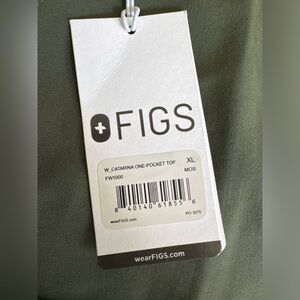 FIGS
W_CATARINA ONE-POCKET TOP XL
FW1000 MOS
8 40140 61855 6
wearFIGS.com PO 3075
wearFIGS.com